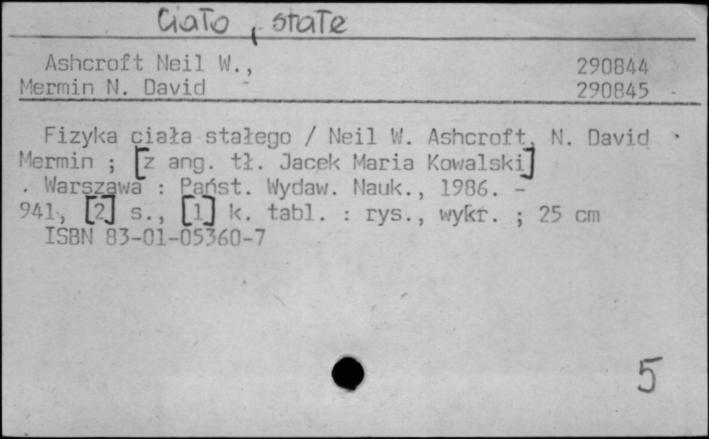 Ciało, stałe
Ashcroft Neil W., 290844
Mermin N. David 290845
Fizyka ciała stałego / Neil W. Ashcroft, N. David
Mermin ; [z ang. tł. Jacek Maria Kowalski]
. Warszawa : Państ. Wydaw. Nauk., 1986. -
941, [2] s., [1] k. tabl. : rys., wykr. ; 25 cm
ISBN 83-01-05360-7
5